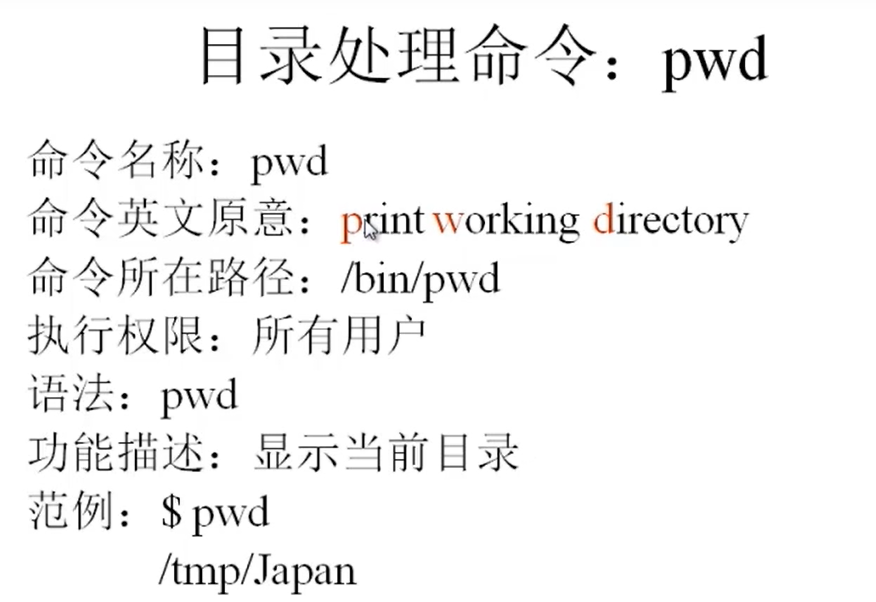 目录处理命令：pwd
命令名称：pwd
命令英文原意：print working directory
命令所在路径：/bin/pwd
执行权限：所有用户
语法：pwd
功能描述：显示当前目录
范例：$ pwd
/tmp/Japan